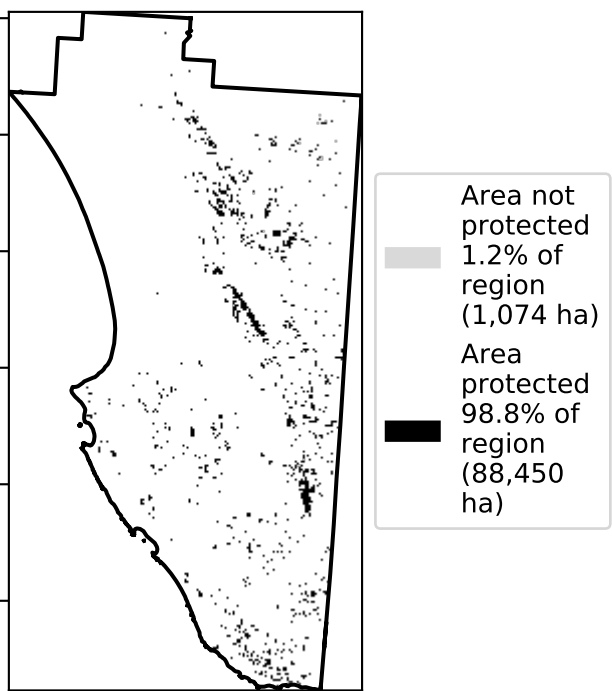 Area not
protected
1.2% of
region
(1,074 ha)
Area
protected
98.8% of
region
(88,450
ha)